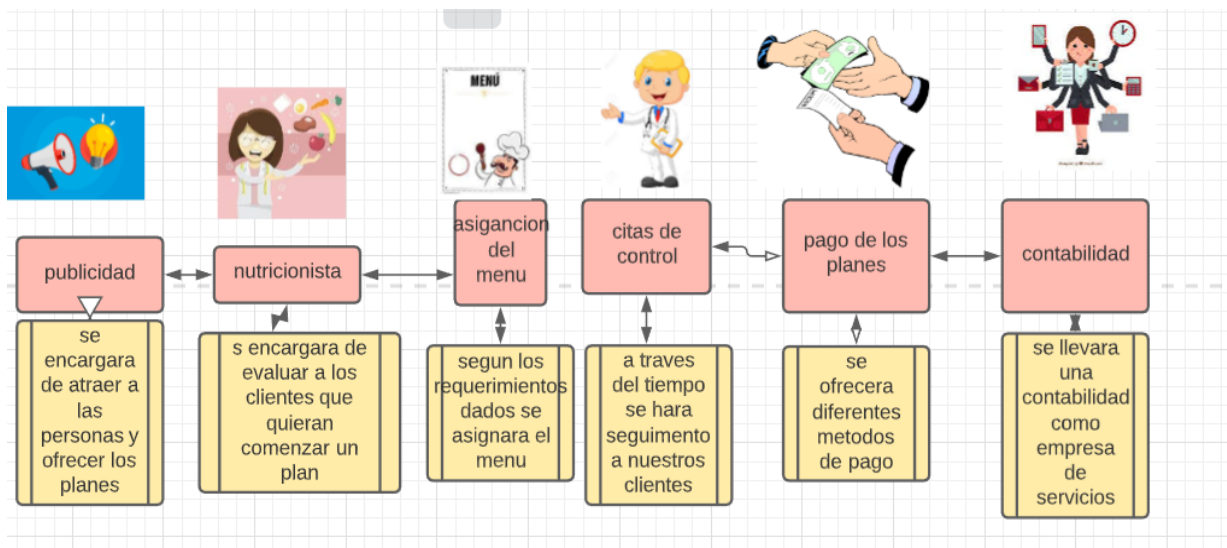 MENÚ
publicidad
nutricionista
asigancion
del
menu
citas de
control
pago de los
planes
contabilidad
se
encargara
de atraer a
las
personas y
ofrecer los
planes
s encargara de
evaluar a los
clientes que
quieran
comenzar un
plan
segun los
requerimientos
dados se
asignara el
menu
a traves
del tiempo
se hara
seguimento
a nuestros
clientes
se
ofrecera
diferentes
metodos
de pago
se llevara
una
contabilidad
como
empresa
de
servicios